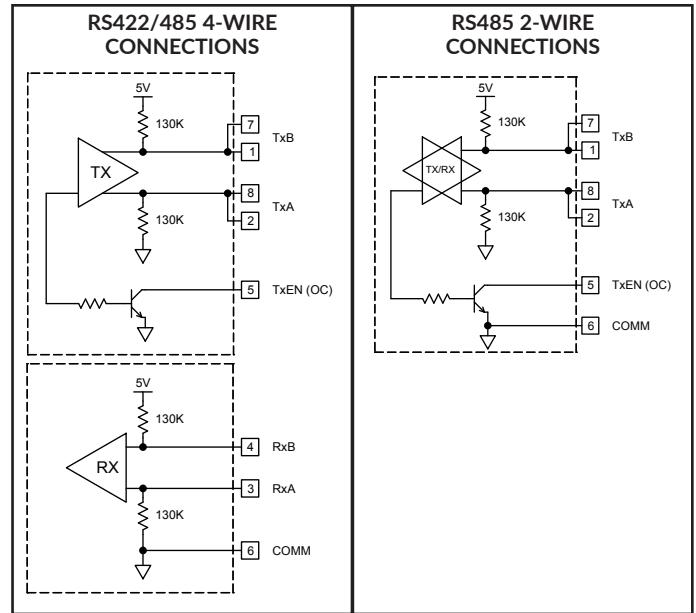 RS422/485 4-WIRE
CONNECTIONS
5V
130K
7
TxB
1
TX
8
TxA
130K
2
5
TxEN (OC)
5V
130K
4
RxB
RX
3
RxA
130K
6
COMM
RS485 2-WIRE
CONNECTIONS
5V
130K
7
TxB
1
TX/RX
8
TxA
130K
2
5
TxEN (OC)
6
COMM